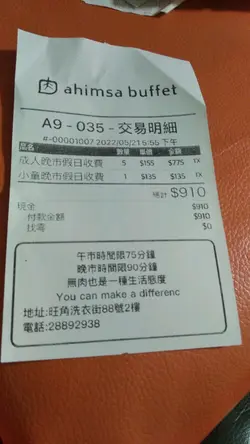 ahimsa buffet
A9 - 035 - 交易明細
#-00001007 2022/05/21 5:55 下午
品名 數量 單價 金額
成人晚市假日收費 5 $155 $775 TX
小童晚市假日收費 1 $135 $135 TX
總計 $910
現金 $910
付款金額 $910
找零 $0
午市時間限75分鐘
晚市時間限90分鐘
無肉也是一種生活態度
You can make a differenc
地址:旺角洗衣街88號2樓
電話:28892938